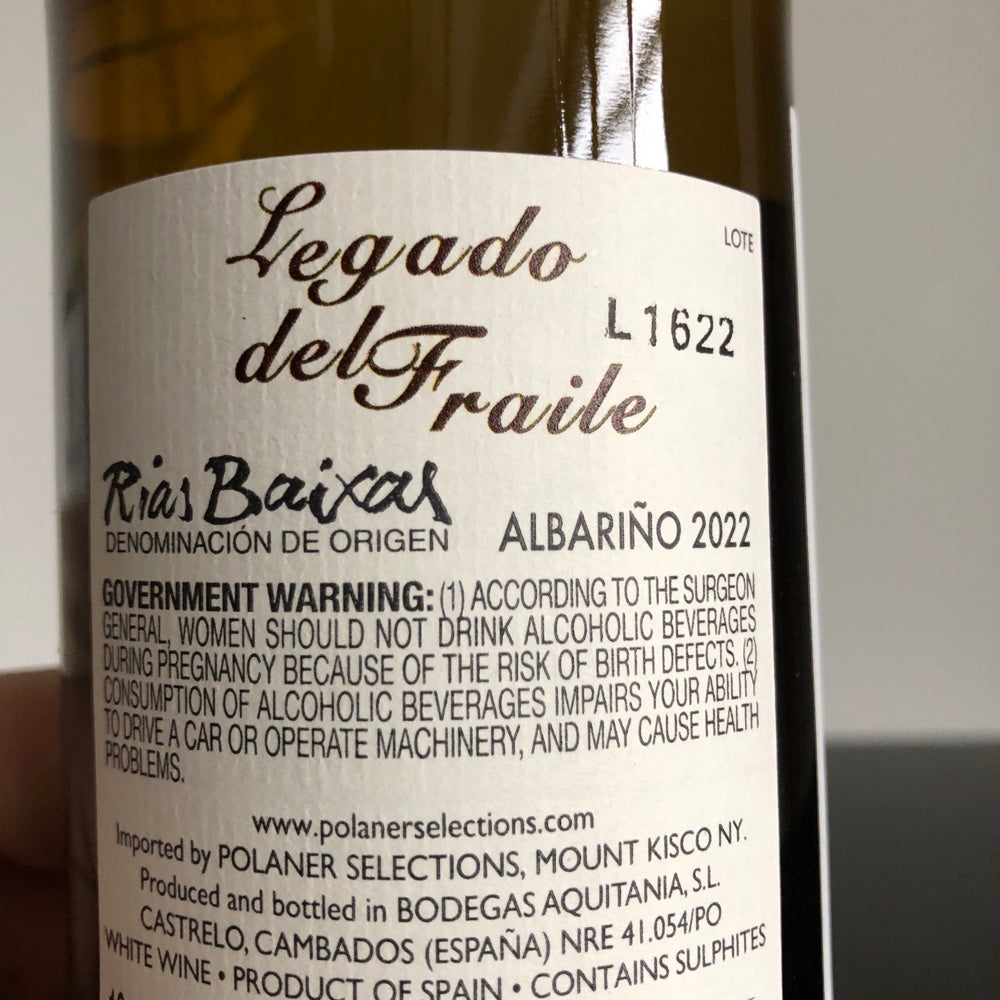 Legado
del Fraile
LOTE
L1622
Rías Baixas
DENOMINACIÓN DE ORIGEN
ALBARIÑO 2022
GOVERNMENT WARNING: (1) ACCORDING TO THE SURGEON
GENERAL, WOMEN SHOULD NOT DRINK ALCOHOLIC BEVERAGES
DURING PREGNANCY BECAUSE OF THE RISK OF BIRTH DEFECTS. (2)
CONSUMPTION OF ALCOHOLIC BEVERAGES IMPAIRS YOUR ABILITY
TO DRIVE A CAR OR OPERATE MACHINERY, AND MAY CAUSE HEALTH
PROBLEMS.
www.polanerselections.com
Imported by POLANER SELECTIONS, MOUNT KISCO NY.
Produced and bottled in BODEGAS AQUITANIA, S.L.
CASTRELO, CAMBADOS (ESPAÑA) NRE 41.054/PO
WHITE WINE • PRODUCT OF SPAIN • CONTAINS SULPHITES